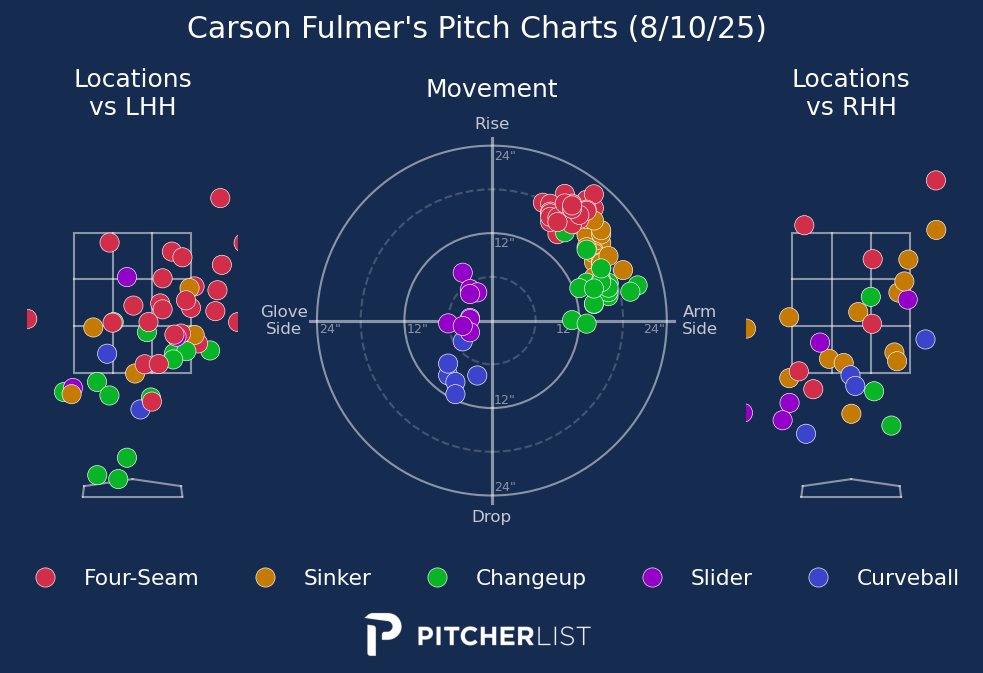 Carson Fulmer's Pitch Charts (8/10/25)
Locations
vs LHH
Movement
Locations
vs RHH
Rise
24"
12"
Glove
Side
24"
12"
12"
24"
Arm
Side
12"
24"
Drop
Four-Seam
Sinker
Changeup
Slider
Curveball
PITCHERLIST